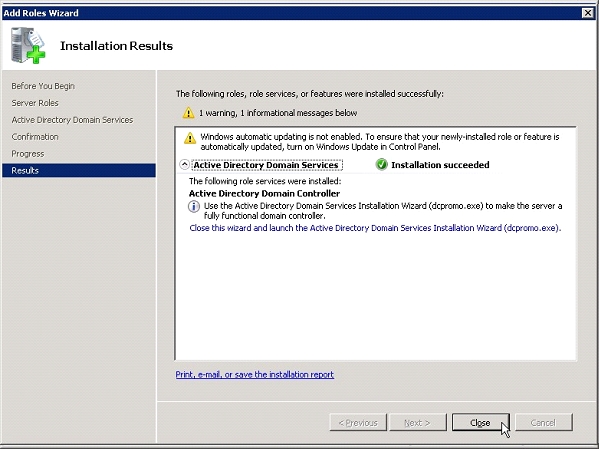 Add Roles Wizard
Installation Results
Before You Begin
Server Roles
Active Directory Domain Services
Confirmation
Progress
Results
The following roles, role services, or features were installed successfully:
1 warning, 1 informational messages below
Windows automatic updating is not enabled. To ensure that your newly-installed role or feature is
automatically updated, turn on Windows Update in Control Panel.
Active Directory Domain Services Installation succeeded
The following role services were installed:
Active Directory Domain Controller
Use the Active Directory Domain Services Installation Wizard (dcpromo.exe) to make the server a
fully functional domain controller.
Close this wizard and launch the Active Directory Domain Services Installation Wizard (dcpromo.exe).
Print, e-mail, or save the installation report
< Previous Next > Close Cancel